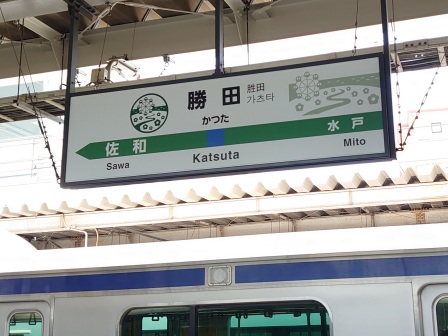 勝田
胜田
가츠타
かつた
佐和
Sawa
Katsuta
水戸
Mito